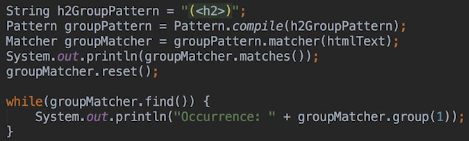 String h2GroupPattern = "(<h2>)";
Pattern groupPattern = Pattern.compile(h2GroupPattern);
Matcher groupMatcher = groupPattern.matcher(htmlText);
System.out.println(groupMatcher.matches());
groupMatcher.reset();
while(groupMatcher.find()) {
System.out.println("Occurrence: " + groupMatcher.group(1));
}